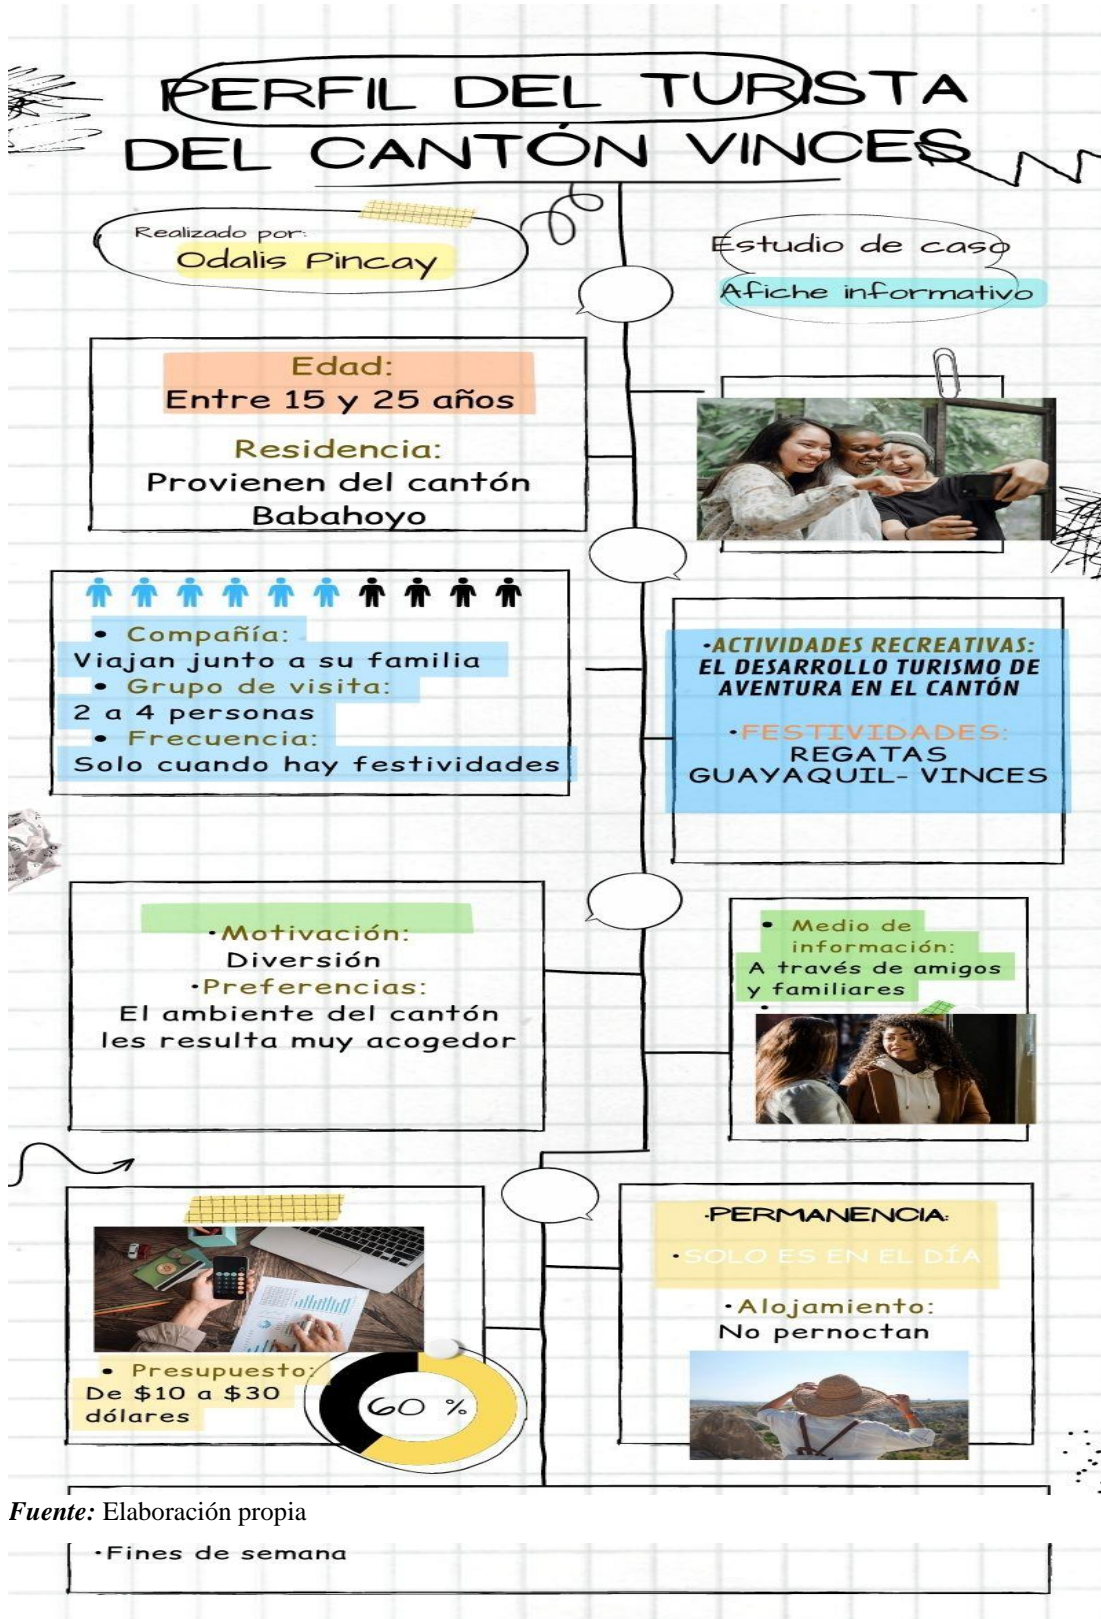 PERFIL DEL TURISTA
DEL CANTÓN VINCES
Realizado por:
Odalis Pincay
Estudio de caso
Afiche informativo
Edad:
Entre 15 y 25 años
Residencia:
Provienen del cantón
Babahoyo
• Compañía:
Viajan junto a su familia
• Grupo de visita:
2 a 4 personas
• Frecuencia:
Solo cuando hay festividades
•ACTIVIDADES RECREATIVAS:
EL DESARROLLO TURISMO DE
AVENTURA EN EL CANTÓN
•FESTIVIDADES:
REGATAS
GUAYAQUIL- VINCES
•Motivación:
Diversión
•Preferencias:
El ambiente del cantón
les resulta muy acogedor
• Medio de
información:
A través de amigos
y familiares
• Presupuesto:
De $10 a $30
dólares
60 %
•PERMANENCIA:
•SOLO ES EN EL DÍA
•Alojamiento:
No pernoctan
Fuente: Elaboración propia
•Fines de semana